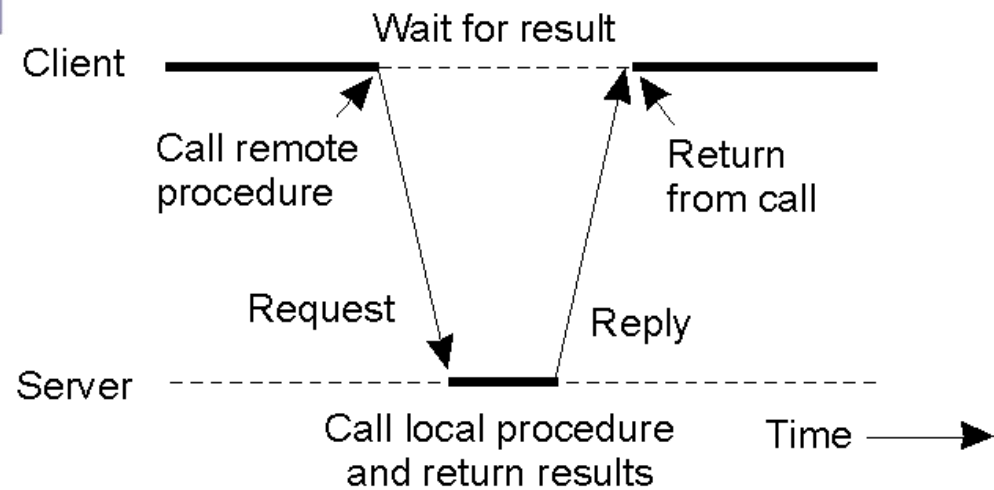 Wait for result
Client
Call remote
procedure
Return
from call
Request
Reply
Server
Call local procedure
and return results
Time